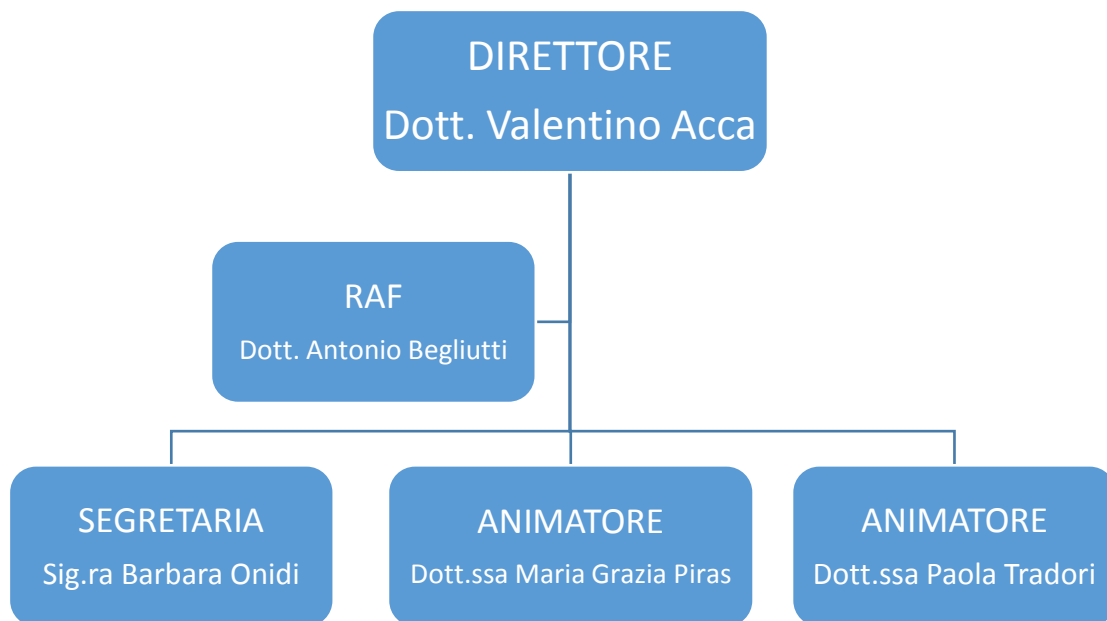 DIRETTORE
Dott. Valentino Acca
RAF
Dott. Antonio Begliutti
SEGRETARIA
Sig.ra Barbara Onidi
ANIMATORE
Dott.ssa Maria Grazia Piras
ANIMATORE
Dott.ssa Paola Tradori